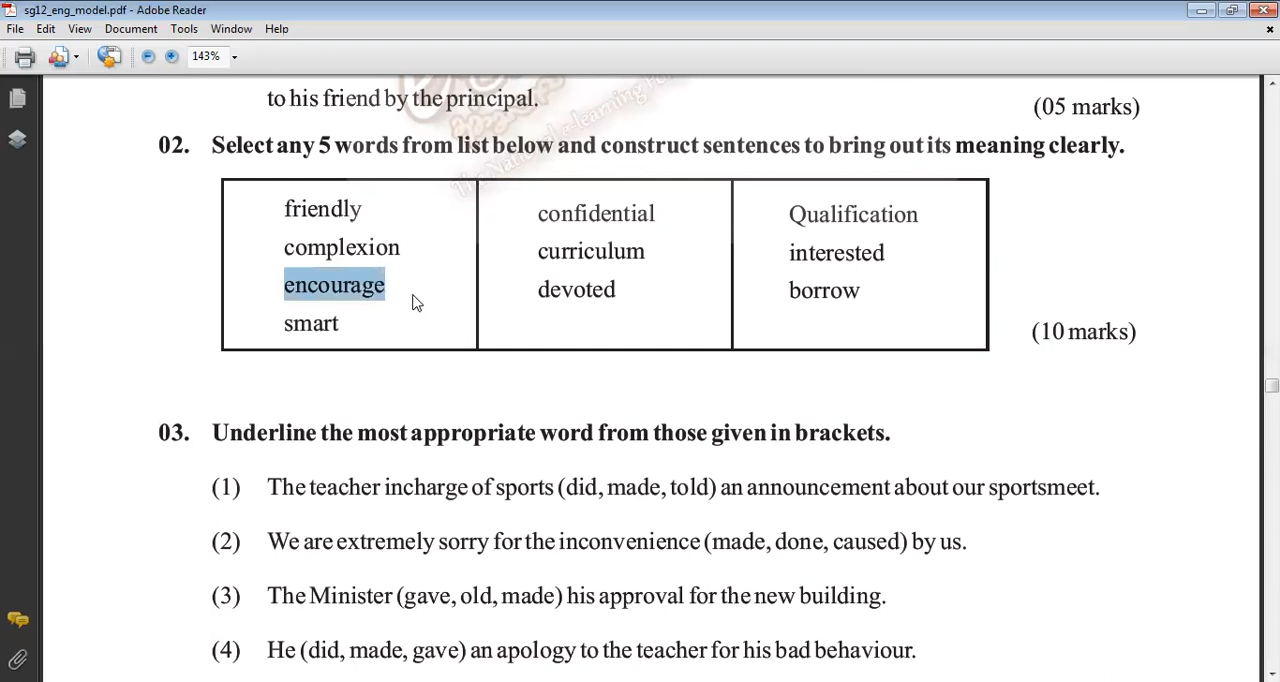 sg12_eng_model.pdf - Adobe Reader
File Edit View Document Tools Window Help
143%
to his friend by the principal.
(05 marks)
02. Select any 5 words from list below and construct sentences to bring out its meaning clearly.
friendly confidential Qualification
complexion curriculum interested
encourage devoted borrow
smart
(10 marks)
03. Underline the most appropriate word from those given in brackets.
(1) The teacher incharge of sports (did, made, told) an announcement about our sportsmeet.
(2) We are extremely sorry for the inconvenience (made, done, caused) by us.
(3) The Minister (gave, old, made) his approval for the new building.
(4) He (did, made, gave) an apology to the teacher for his bad behaviour.
The National e-learning